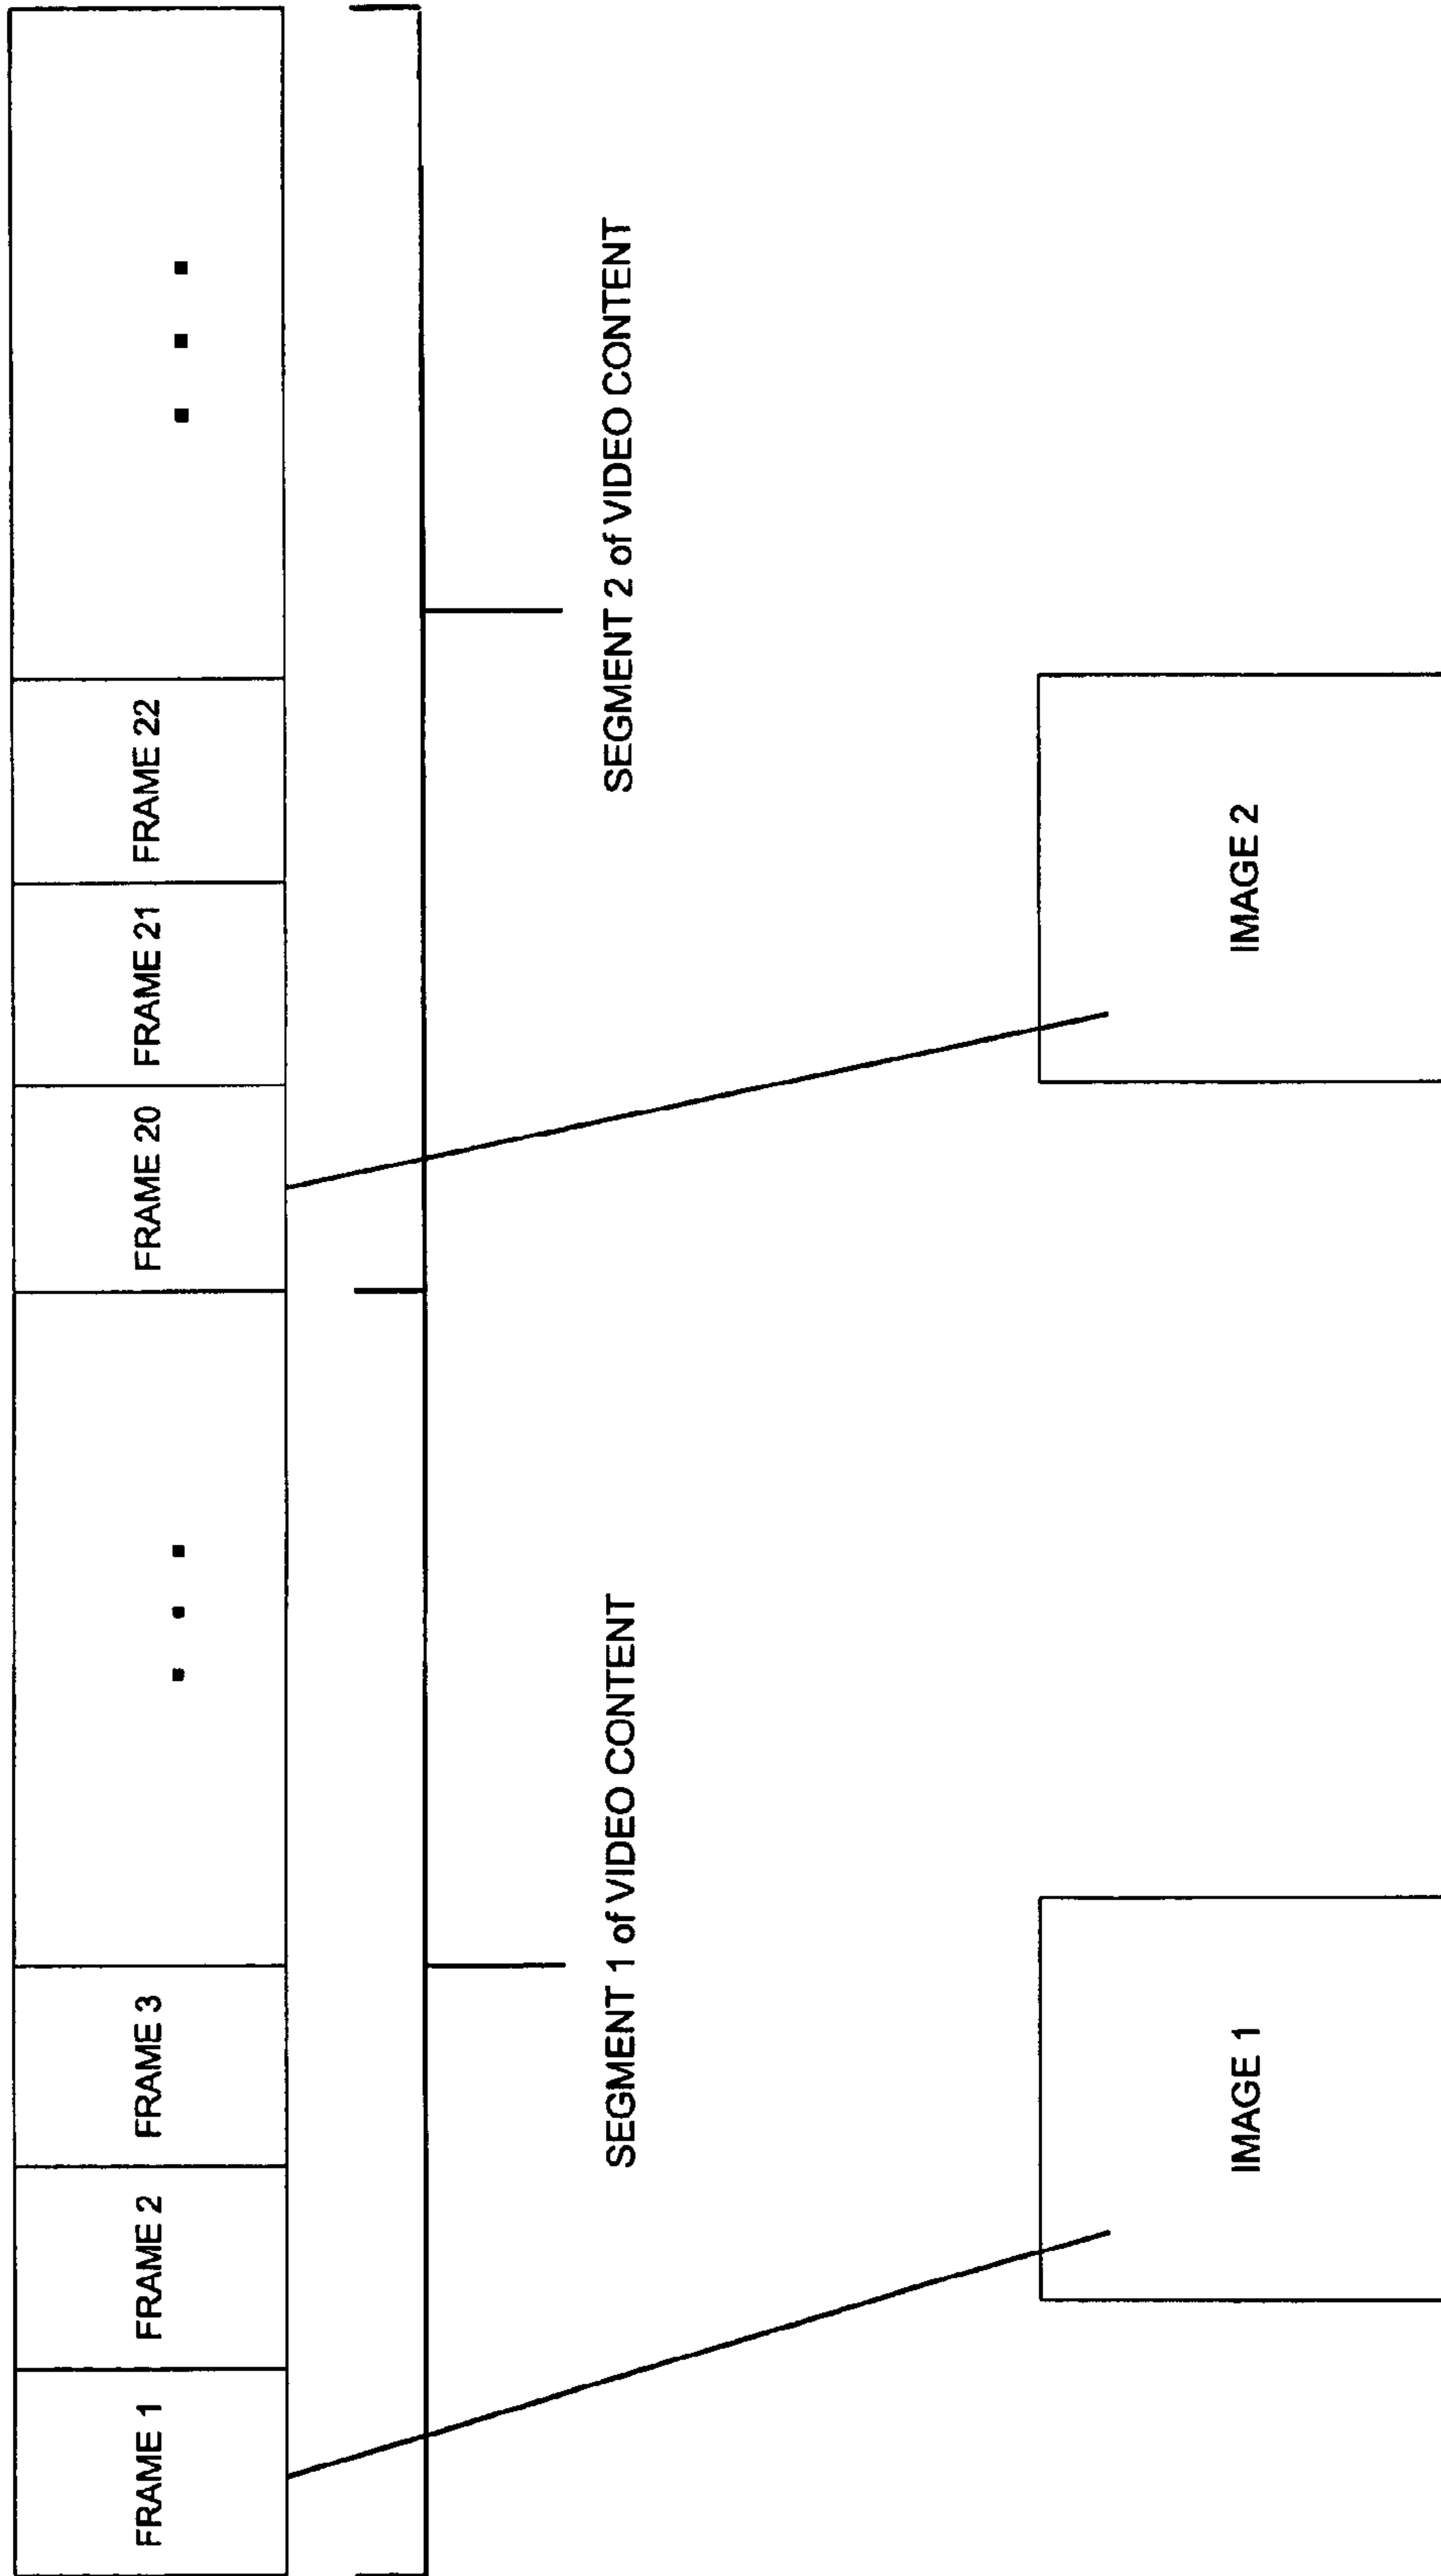 FRAME 1
FRAME 2
FRAME 3
...
FRAME 20
FRAME 21
FRAME 22
...
SEGMENT 1 of VIDEO CONTENT
SEGMENT 2 of VIDEO CONTENT
IMAGE 1
IMAGE 2